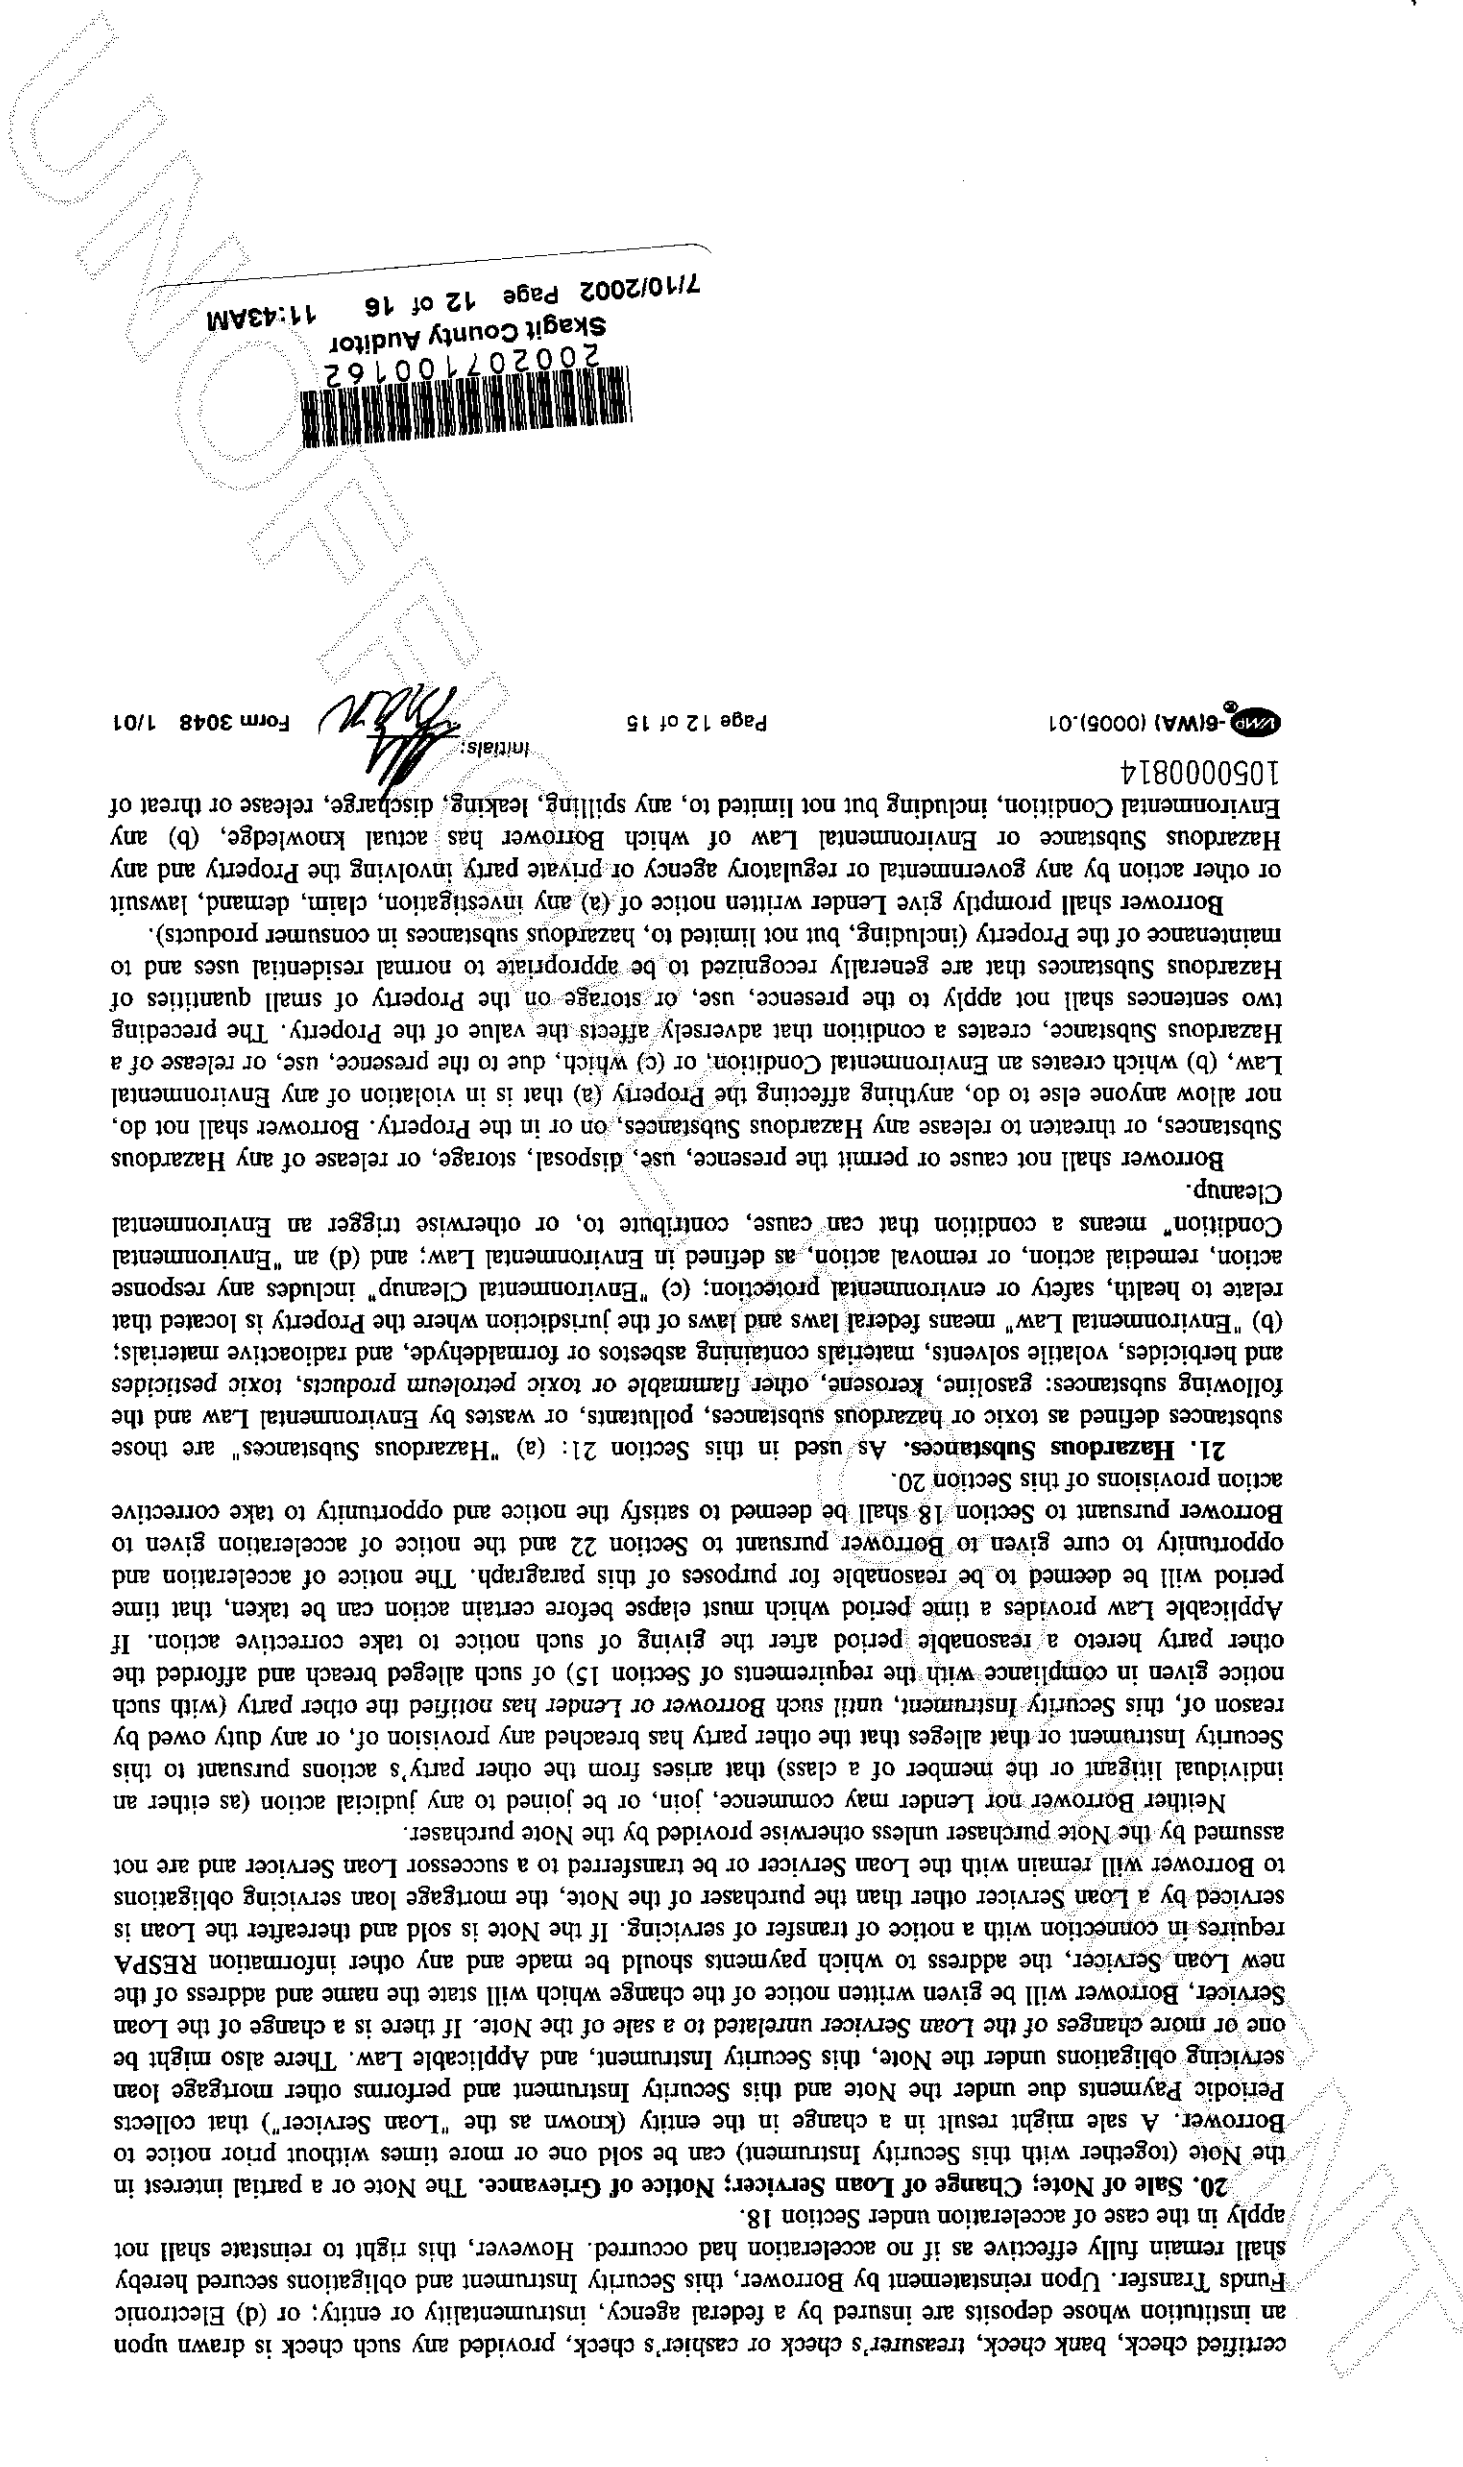 certified check, bank check, treasurer's check or cashier's check, provided any such check is drawn upon
an institution whose deposits are insured by a federal agency, instrumentality or entity; or (d) Electronic
Funds Transfer. Upon reinstatement by Borrower, this Security Instrument and obligations secured hereby
shall remain fully effective as if no acceleration had occurred. However, this right to reinstate shall not
apply in the case of acceleration under Section 18.
20. Sale of Note; Change of Loan Servicer; Notice of Grievance. The Note or a partial interest in
the Note (together with this Security Instrument) can be sold one or more times without prior notice to
Borrower. A sale might result in a change in the entity (known as the "Loan Servicer") that collects
Periodic Payments due under the Note and this Security Instrument and performs other mortgage loan
servicing obligations under the Note, this Security Instrument, and Applicable Law. There also might be
one or more changes of the Loan Servicer unrelated to a sale of the Note. If there is a change of the Loan
Servicer, Borrower will be given written notice of the change which will state the name and address of the
new Loan Servicer, the address to which payments should be made and any other information RESPA
requires in connection with a notice of transfer of servicing. If the Note is sold and thereafter the Loan is
serviced by a Loan Servicer other than the purchaser of the Note, the mortgage loan servicing obligations
to Borrower will remain with the Loan Servicer or be transferred to a successor Loan Servicer and are not
assumed by the Note purchaser unless otherwise provided by the Note purchaser.
Neither Borrower nor Lender may commence, join, or be joined to any judicial action (as either an
individual litigant or the member of a class) that arises from the other party's actions pursuant to this
Security Instrument or that alleges that the other party has breached any provision of, or any duty owed by
reason of, this Security Instrument, until such Borrower or Lender has notified the other party (with such
notice given in compliance with the requirements of Section 15) of such alleged breach and afforded the
other party hereto a reasonable period after the giving of such notice to take corrective action. If
Applicable Law provides a time period which must elapse before certain action can be taken, that time
period will be deemed to be reasonable for purposes of this paragraph. The notice of acceleration and
opportunity to cure given to Borrower pursuant to Section 22 and the notice of acceleration given to
Borrower pursuant to Section 18 shall be deemed to satisfy the notice and opportunity to take corrective
action provisions of this Section 20.
21. Hazardous Substances. As used in this Section 21: (a) "Hazardous Substances" are those
substances defined as toxic or hazardous substances, pollutants, or wastes by Environmental Law and the
following substances: gasoline, kerosene, other flammable or toxic petroleum products, toxic pesticides
and herbicides, volatile solvents, materials containing asbestos or formaldehyde, and radioactive materials;
(b) "Environmental Law" means federal laws and laws of the jurisdiction where the Property is located that
relate to health, safety or environmental protection; (c) "Environmental Cleanup" includes any response
action, remedial action, or removal action, as defined in Environmental Law; and (d) an "Environmental
Condition" means a condition that can cause, contribute to, or otherwise trigger an Environmental
Cleanup.
Borrower shall not cause or permit the presence, use, disposal, storage, or release of any Hazardous
Substances, or threaten to release any Hazardous Substances, on or in the Property. Borrower shall not do,
nor allow anyone else to do, anything affecting the Property (a) that is in violation of any Environmental
Law, (b) which creates an Environmental Condition, or (c) which, due to the presence, use, or release of a
Hazardous Substance, creates a condition that adversely affects the value of the Property. The preceding
two sentences shall not apply to the presence, use, or storage on the Property of small quantities of
Hazardous Substances that are generally recognized to be appropriate to normal residential uses and to
maintenance of the Property (including, but not limited to, hazardous substances in consumer products).
Borrower shall promptly give Lender written notice of (a) any investigation, claim, demand, lawsuit
or other action by any governmental or regulatory agency or private party involving the Property and any
Hazardous Substance or Environmental Law of which Borrower has actual knowledge, (b) any
Environmental Condition, including but not limited to, any spilling, leaking, discharge, release or threat of
105000814
Initials:
VMP®-6(WA) (0005).01 Page 12 of 15 Form 3048 1/01
200207100162
Skagit County Auditor
7/10/2002 Page 12 of 16 11:43AM
UNOFFICIAL DOCUMENT